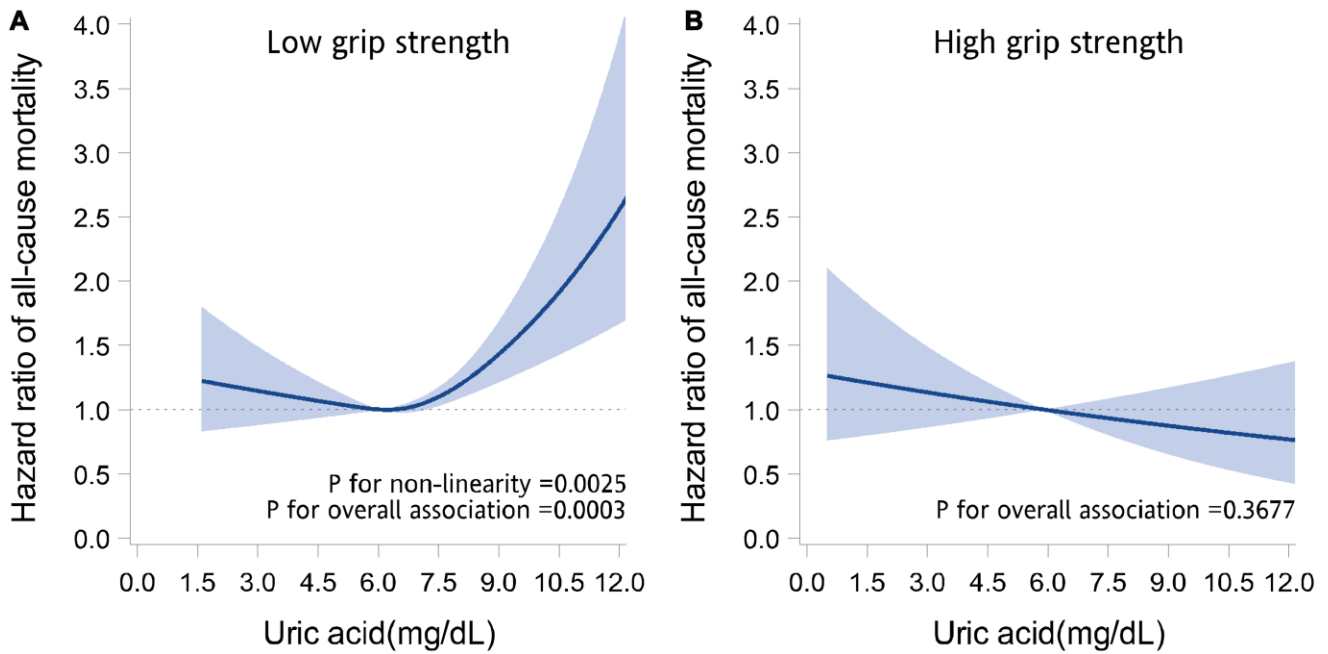 A
Low grip strength
Hazard ratio of all-cause mortality
4.0
3.5
3.0
2.5
2.0
1.5
1.0
0.5
0.0
P for non-linearity =0.0025
P for overall association =0.0003
0.0 1.5 3.0 4.5 6.0 7.5 9.0 10.5 12.0
Uric acid(mg/dL)
B
High grip strength
Hazard ratio of all-cause mortality
4.0
3.5
3.0
2.5
2.0
1.5
1.0
0.5
0.0
P for overall association =0.3677
0.0 1.5 3.0 4.5 6.0 7.5 9.0 10.5 12.0
Uric acid(mg/dL)